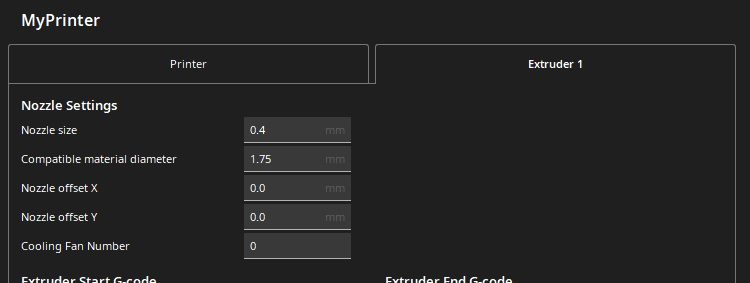 MyPrinter
Printer
Extruder 1
Nozzle Settings
Nozzle size 0.4 mm
Compatible material diameter 1.75 mm
Nozzle offset X 0.0 mm
Nozzle offset Y 0.0 mm
Cooling Fan Number 0
Extruder Start G-code Extruder End G-code